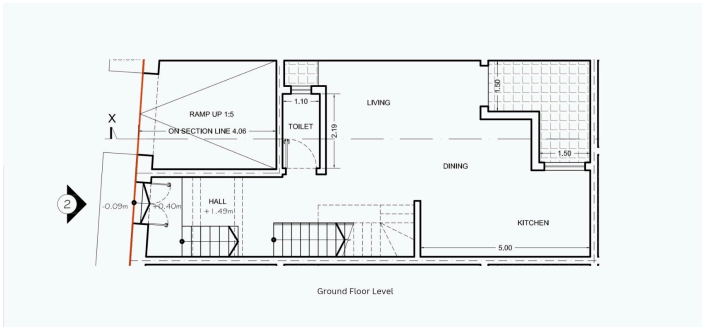 1.50
LIVING
1.10
RAMP UP 1:5
X
TOILET
2.19
ON SECTION LINE 4.06
1.50
DINING
2
-0.09m
+0.40m
HALL
+1.49m
KITCHEN
5.00
Ground Floor Level